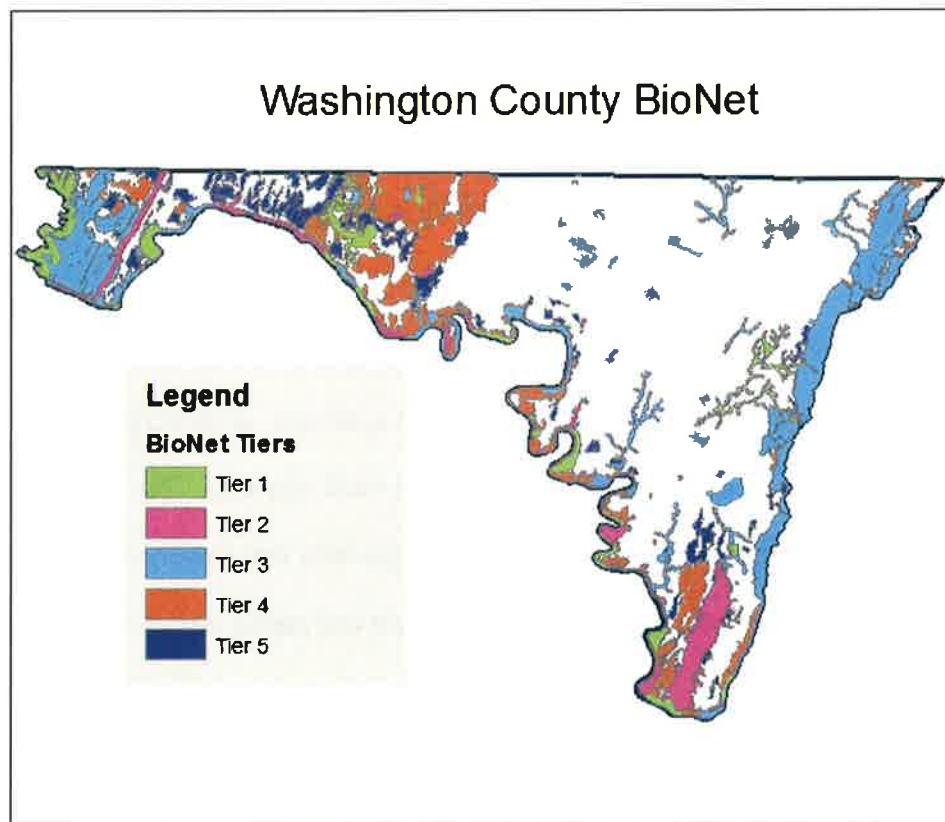 Washington County BioNet
Legend
BioNet Tiers
Tier 1
Tier 2
Tier 3
Tier 4
Tier 5